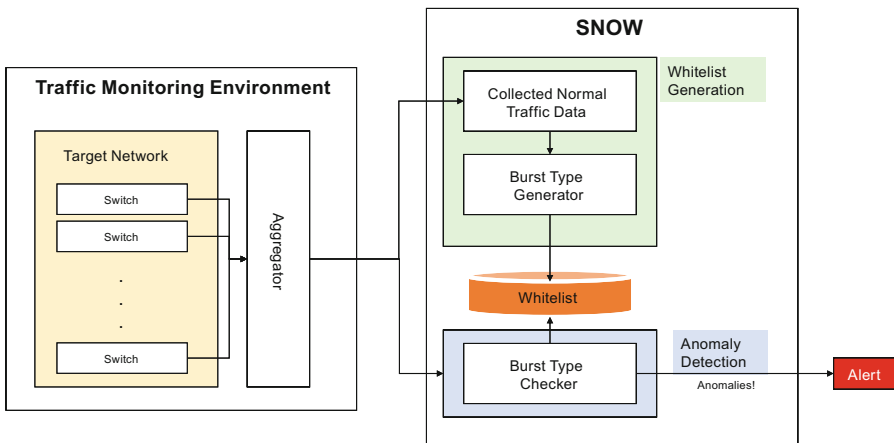 SNOW
Traffic Monitoring Environment
Target Network
Switch
Switch
.
.
.
Switch
Aggregator
Collected Normal
Traffic Data
Whitelist
Generation
Burst Type
Generator
Whitelist
Burst Type
Checker
Anomaly
Detection
Anomalies!
Alert